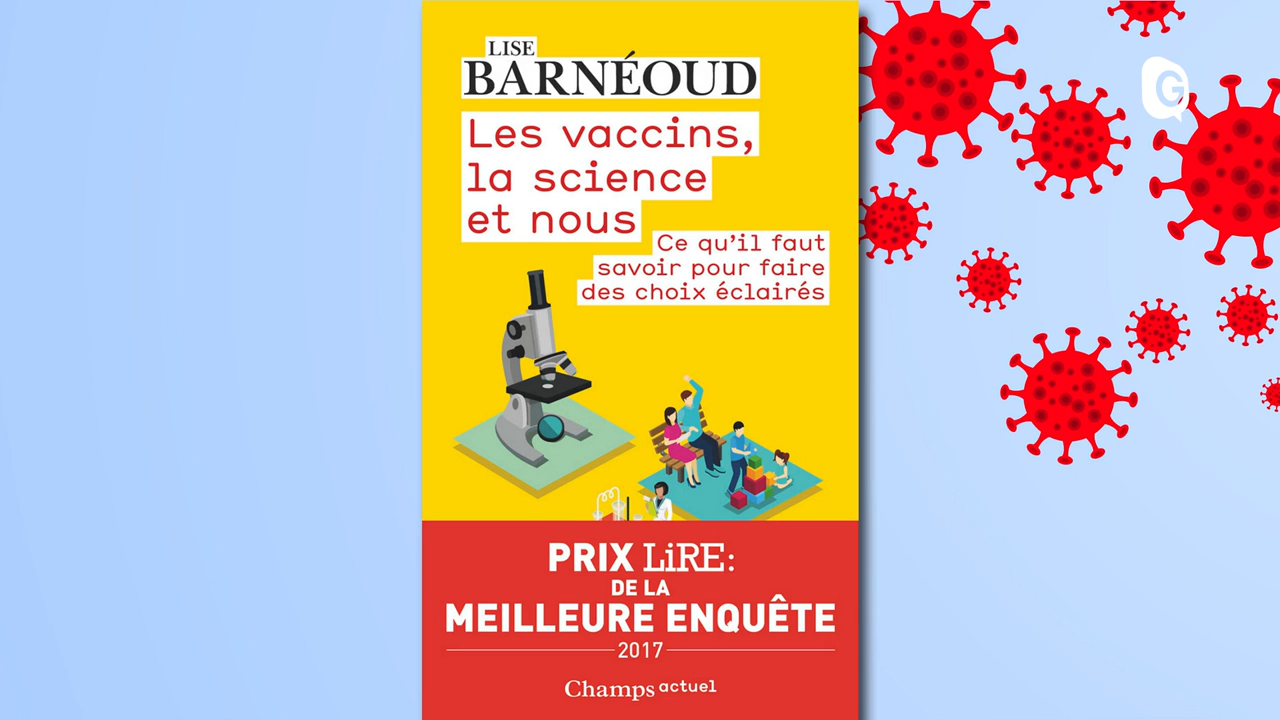 LISE
BARNÉOUD
Les vaccins,
la science
et nous
Ce qu'il faut
savoir pour faire
des choix éclairés
PRIX LiRE:
DE LA
MEILLEURE ENQUÊTE
2017
Champs actuel
G